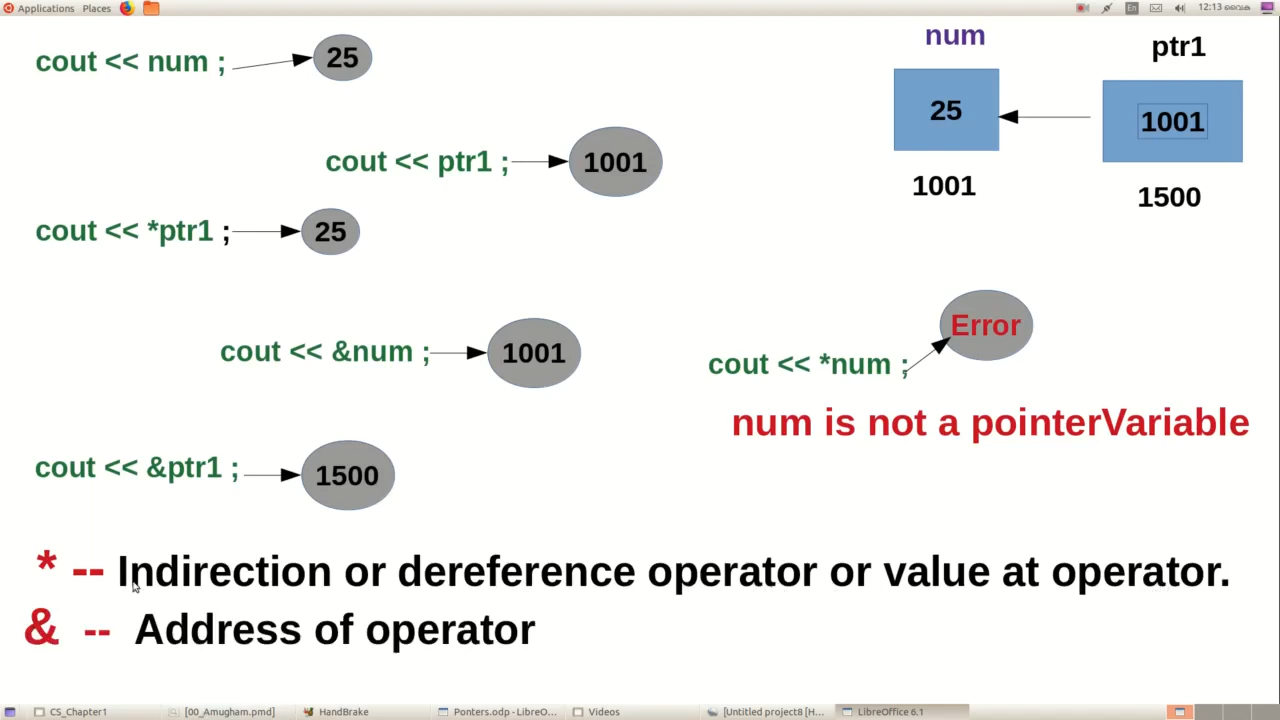 Applications Places En 12:13 വൈക
cout << num ; 25
num
ptr1
25
1001
cout << ptr1 ; 1001
1001
1500
cout << *ptr1 ; 25
Error
cout << &num ; 1001
cout << *num ;
num is not a pointerVariable
cout << &ptr1 ; 1500
* -- Indirection or dereference operator or value at operator.
& -- Address of operator
CS_Chapter1 [00_Amugham.pmd] HandBrake Ponters.odp - LibreO... Videos [Untitled project8 [H... LibreOffice 6.1